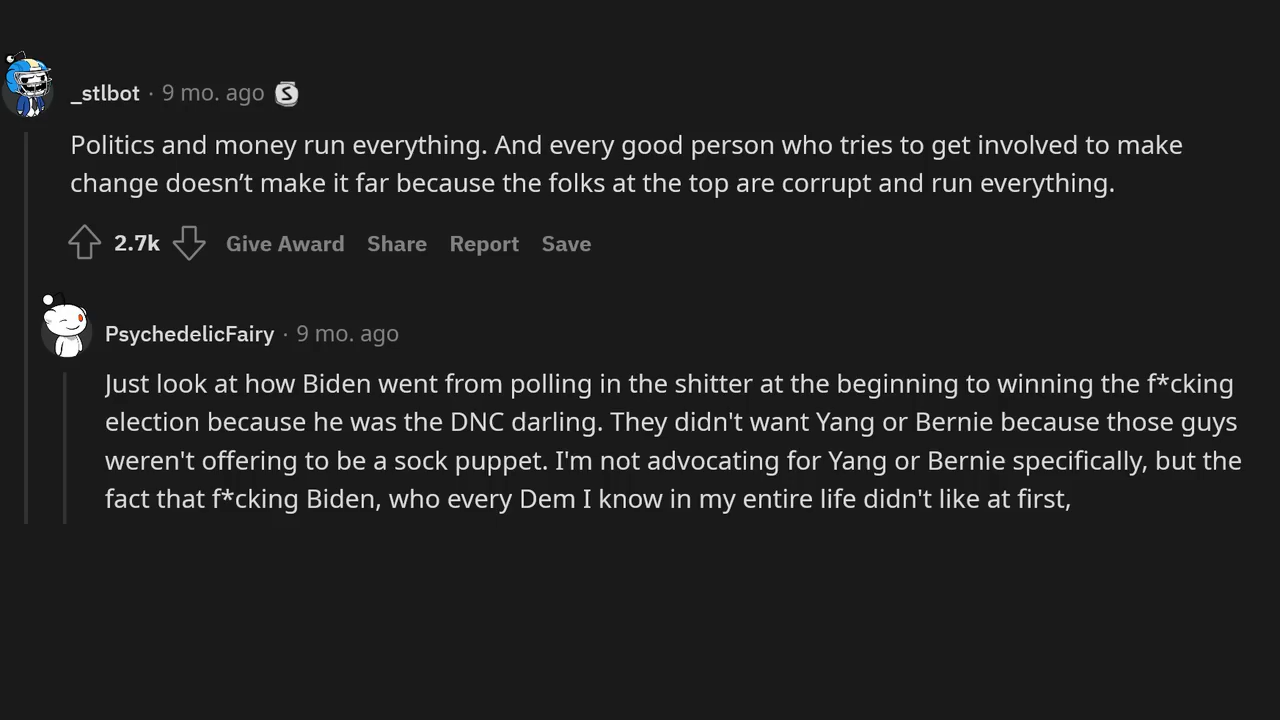 _stlbot · 9 mo. ago
Politics and money run everything. And every good person who tries to get involved to make
change doesn’t make it far because the folks at the top are corrupt and run everything.
2.7k Give Award Share Report Save
PsychedelicFairy · 9 mo. ago
Just look at how Biden went from polling in the shitter at the beginning to winning the f*cking
election because he was the DNC darling. They didn't want Yang or Bernie because those guys
weren't offering to be a sock puppet. I'm not advocating for Yang or Bernie specifically, but the
fact that f*cking Biden, who every Dem I know in my entire life didn't like at first,